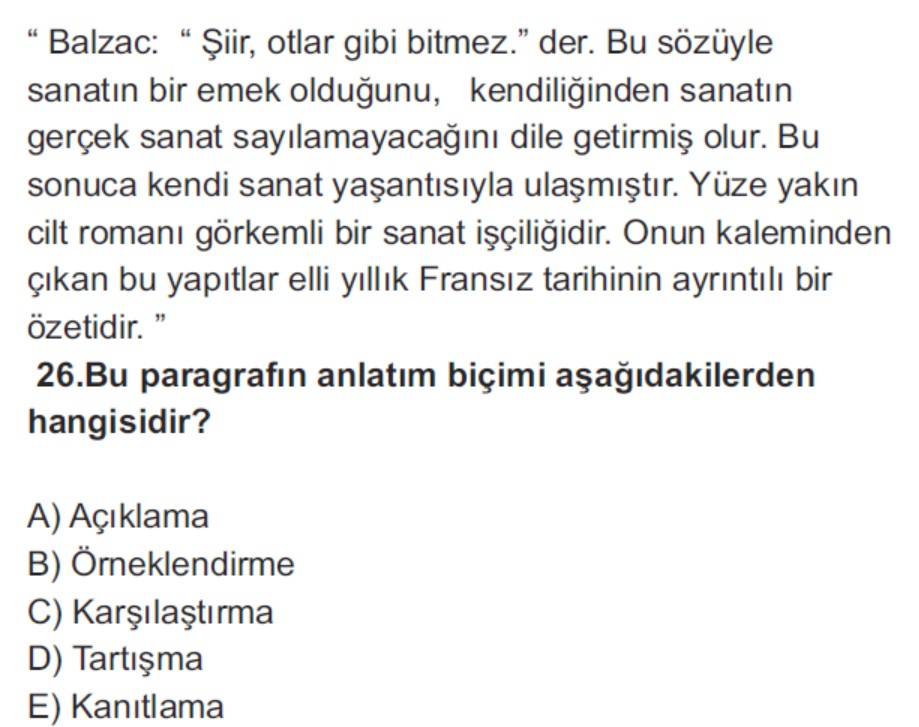 “ Balzac: “ Şiir, otlar gibi bitmez.” der. Bu sözüyle
sanatın bir emek olduğunu, kendiliğinden sanatın
gerçek sanat sayılamayacağını dile getirmiş olur. Bu
sonuca kendi sanat yaşantısıyla ulaşmıştır. Yüze yakın
cilt romanı görkemli bir sanat işçiliğidir. Onun kaleminden
çıkan bu yapıtlar elli yıllık Fransız tarihinin ayrıntılı bir
özetidir. ”
26.Bu paragrafın anlatım biçimi aşağıdakilerden
hangisidir?
A) Açıklama
B) Örneklendirme
C) Karşılaştırma
D) Tartışma
E) Kanıtlama